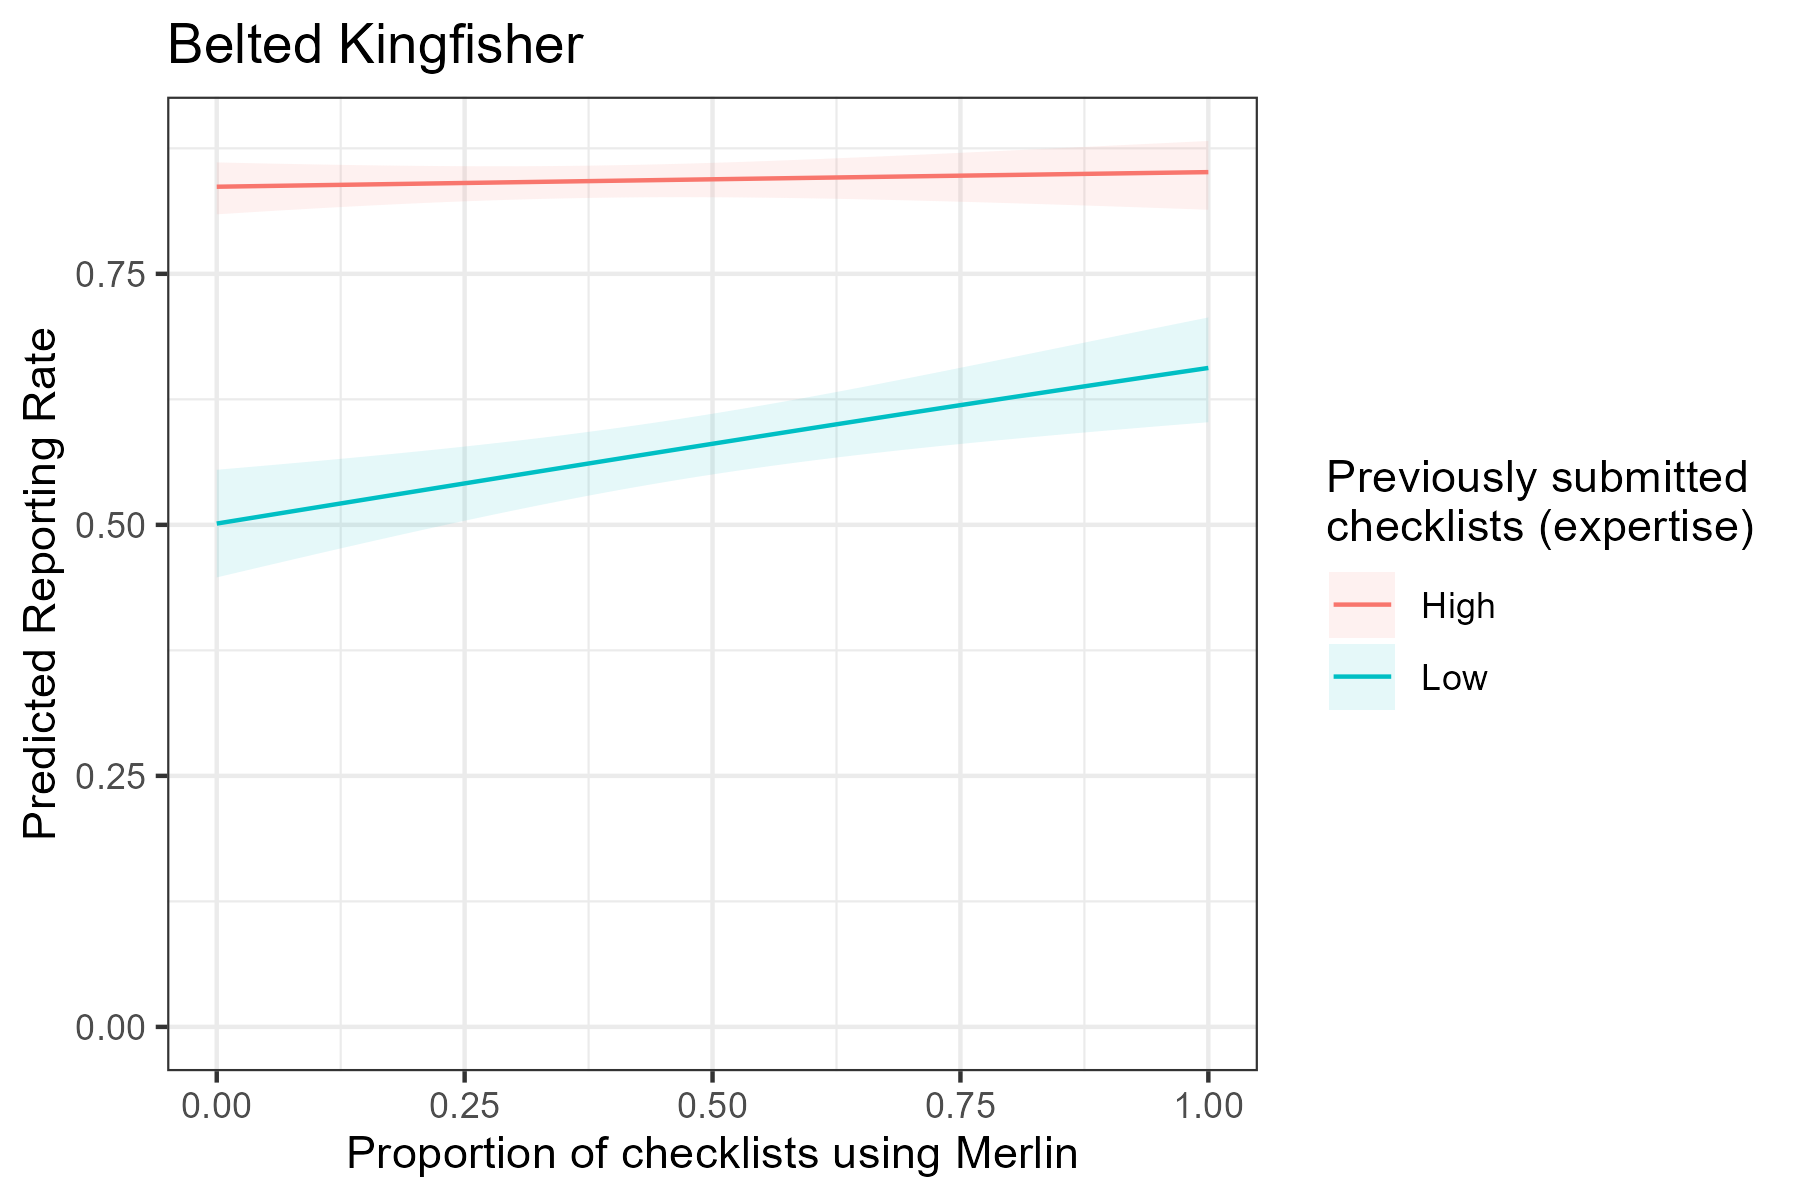 Belted Kingfisher
Predicted Reporting Rate
0.75
0.50
0.25
0.00
0.00 0.25 0.50 0.75 1.00
Proportion of checklists using Merlin
Previously submitted
checklists (expertise)
High
Low